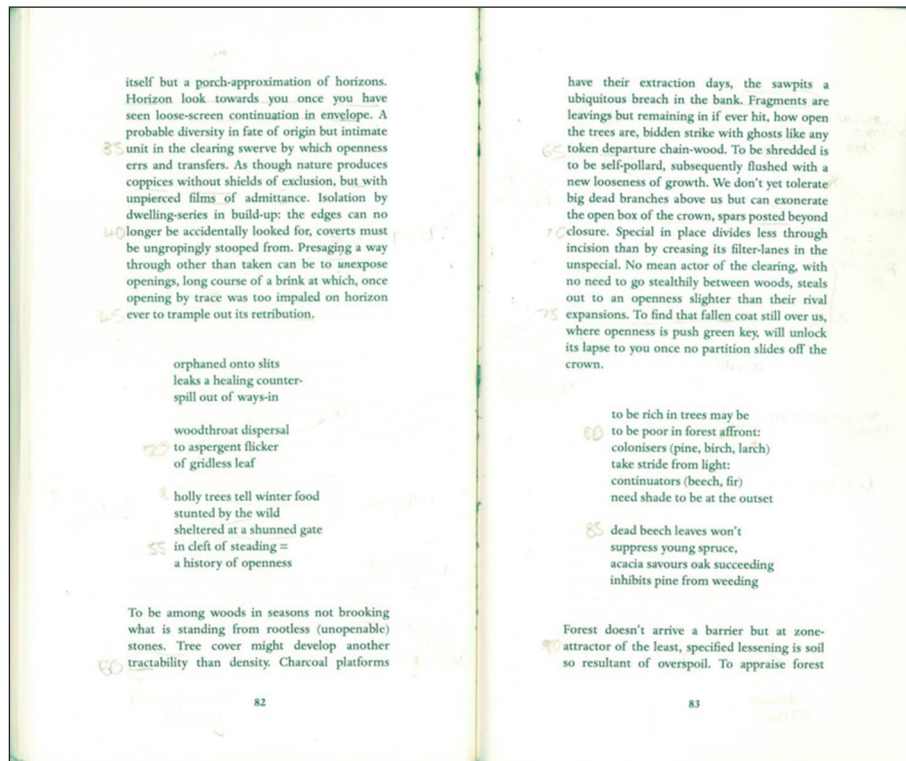 itself but a porch-approximation of horizons.
Horizon look towards you once you have
seen loose-screen continuation in envelope. A
probable diversity in fate of origin but intimate
35 unit in the clearing swerve by which openness
errs and transfers. As though nature produces
coppices without shields of exclusion, but with
unpierced films of admittance. Isolation by
dwelling-series in build-up: the edges can no
40 longer be accidentally looked for, coverts must
be ungropingly stooped from. Presaging a way
through other than taken can be to unexpose
openings, long course of a brink at which, once
opening by trace was too impaled on horizon
45 ever to trample out its retribution.
orphaned onto slits
leaks a healing counter-
spill out of ways-in
woodthroat dispersal
50 to aspergent flicker
of gridless leaf
holly trees tell winter food
stunted by the wild
sheltered at a shunned gate
55 in cleft of steading =
a history of openness
To be among woods in seasons not brooking
what is standing from rootless (unopenable)
stones. Tree cover might develop another
60 tractability than density. Charcoal platforms
82
have their extraction days, the sawpits a
ubiquitous breach in the bank. Fragments are
leavings but remaining in if ever hit, how open
the trees are, bidden strike with ghosts like any
65 token departure chain-wood. To be shredded is
to be self-pollard, subsequently flushed with a
new looseness of growth. We don't yet tolerate
big dead branches above us but can exonerate
the open box of the crown, spars posted beyond
70 closure. Special in place divides less through
incision than by creasing its filter-lanes in the
unspecial. No mean actor of the clearing, with
no need to go stealthily between woods, steals
out to an openness slighter than their rival
75 expansions. To find that fallen coat still over us,
where openness is push green key, will unlock
its lapse to you once no partition slides off the
crown.
to be rich in trees may be
80 to be poor in forest affront:
colonisers (pine, birch, larch)
take stride from light:
continuators (beech, fir)
need shade to be at the outset
85 dead beech leaves won't
suppress young spruce,
acacia savours oak succeeding
inhibits pine from weeding
Forest doesn't arrive a barrier but at zone-
90 attractor of the least, specified lessening is soil
so resultant of overspoil. To appraise forest
83